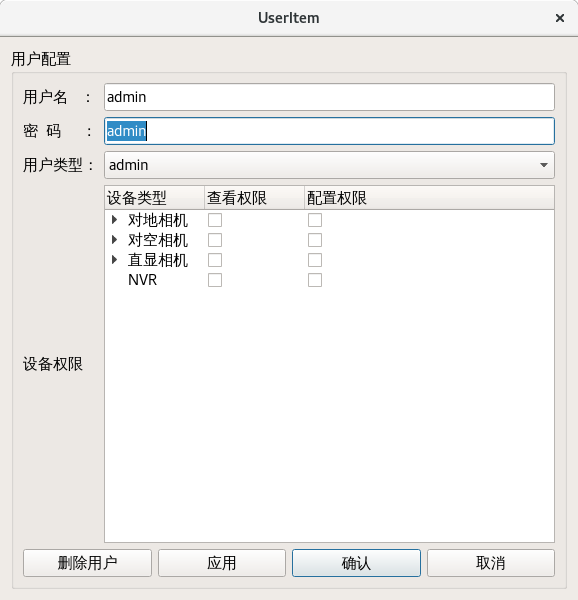 UserItem
用户配置
用户名 ： admin
密 码 ： admin
用户类型： admin
设备类型 查看权限 配置权限
对地相机
对空相机
直显相机
NVR
设备权限
删除用户 应用 确认 取消